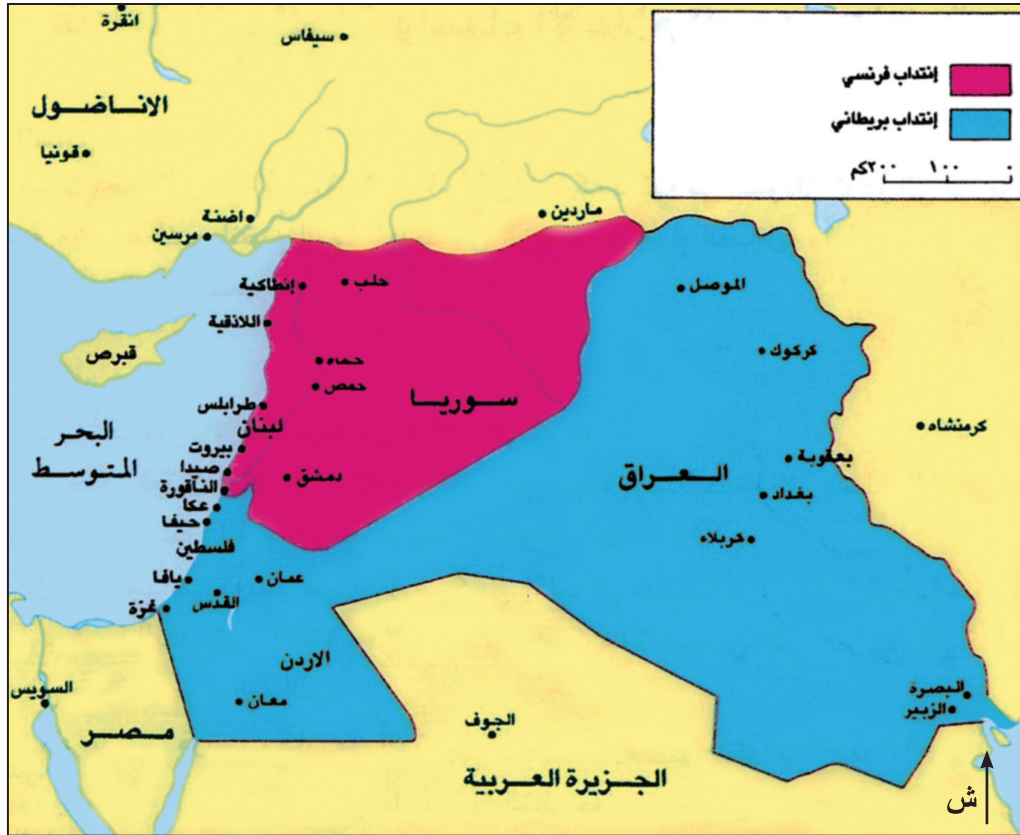 انقرة
سيفاس
إنتداب فرنسي
إنتداب بريطاني
٠ ١٠٠ ٢٠٠كم
الاناضول
قونيا
ماردين
اضنة
مرسين
إنطاكية
حلب
الموصل
اللاذقية
قبرص
حماه
كركوك
حمص
سوريا
طرابلس
لبنان
كرمنشاه
البحر
المتوسط
بيروت
صيدا
دمشق
العراق
بعقوبة
الناقورة
بغداد
عكا
حيفا
كربلاء
فلسطين
يافا
عمان
القدس
غزة
الاردن
السويس
معان
البصرة
الزبير
مصر
الجوف
الجزيرة العربية
ش